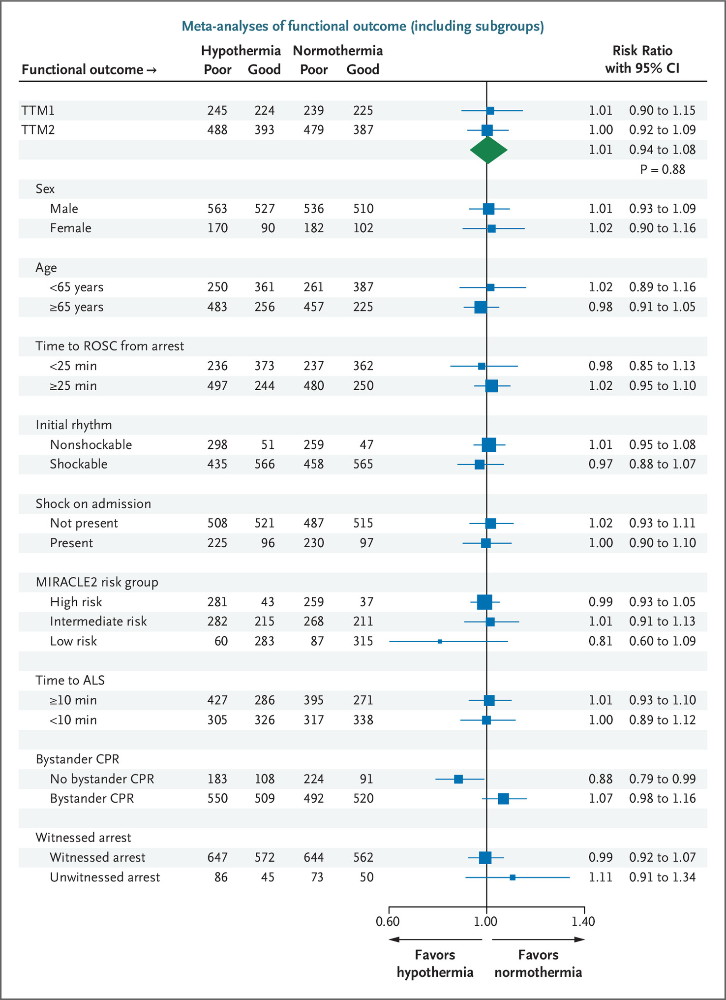 Meta-analyses of functional outcome (including subgroups)
Hypothermia Normothermia Risk Ratio
Functional outcome → Poor Good Poor Good with 95% CI
TTM1 245 224 239 225 1.01 0.90 to 1.15
TTM2 488 393 479 387 1.00 0.92 to 1.09
1.01 0.94 to 1.08
P = 0.88
Sex
Male 563 527 536 510 1.01 0.93 to 1.09
Female 170 90 182 102 1.02 0.90 to 1.16
Age
<65 years 250 361 261 387 1.02 0.89 to 1.16
≥65 years 483 256 457 225 0.98 0.91 to 1.05
Time to ROSC from arrest
<25 min 236 373 237 362 0.98 0.85 to 1.13
≥25 min 497 244 480 250 1.02 0.95 to 1.10
Initial rhythm
Nonshockable 298 51 259 47 1.01 0.95 to 1.08
Shockable 435 566 458 565 0.97 0.88 to 1.07
Shock on admission
Not present 508 521 487 515 1.02 0.93 to 1.11
Present 225 96 230 97 1.00 0.90 to 1.10
MIRACLE2 risk group
High risk 281 43 259 37 0.99 0.93 to 1.05
Intermediate risk 282 215 268 211 1.01 0.91 to 1.13
Low risk 60 283 87 315 0.81 0.60 to 1.09
Time to ALS
≥10 min 427 286 395 271 1.01 0.93 to 1.10
<10 min 305 326 317 338 1.00 0.89 to 1.12
Bystander CPR
No bystander CPR 183 108 224 91 0.88 0.79 to 0.99
Bystander CPR 550 509 492 520 1.07 0.98 to 1.16
Witnessed arrest
Witnessed arrest 647 572 644 562 0.99 0.92 to 1.07
Unwitnessed arrest 86 45 73 50 1.11 0.91 to 1.34
0.60 1.00 1.40
Favors Favors
hypothermia normothermia